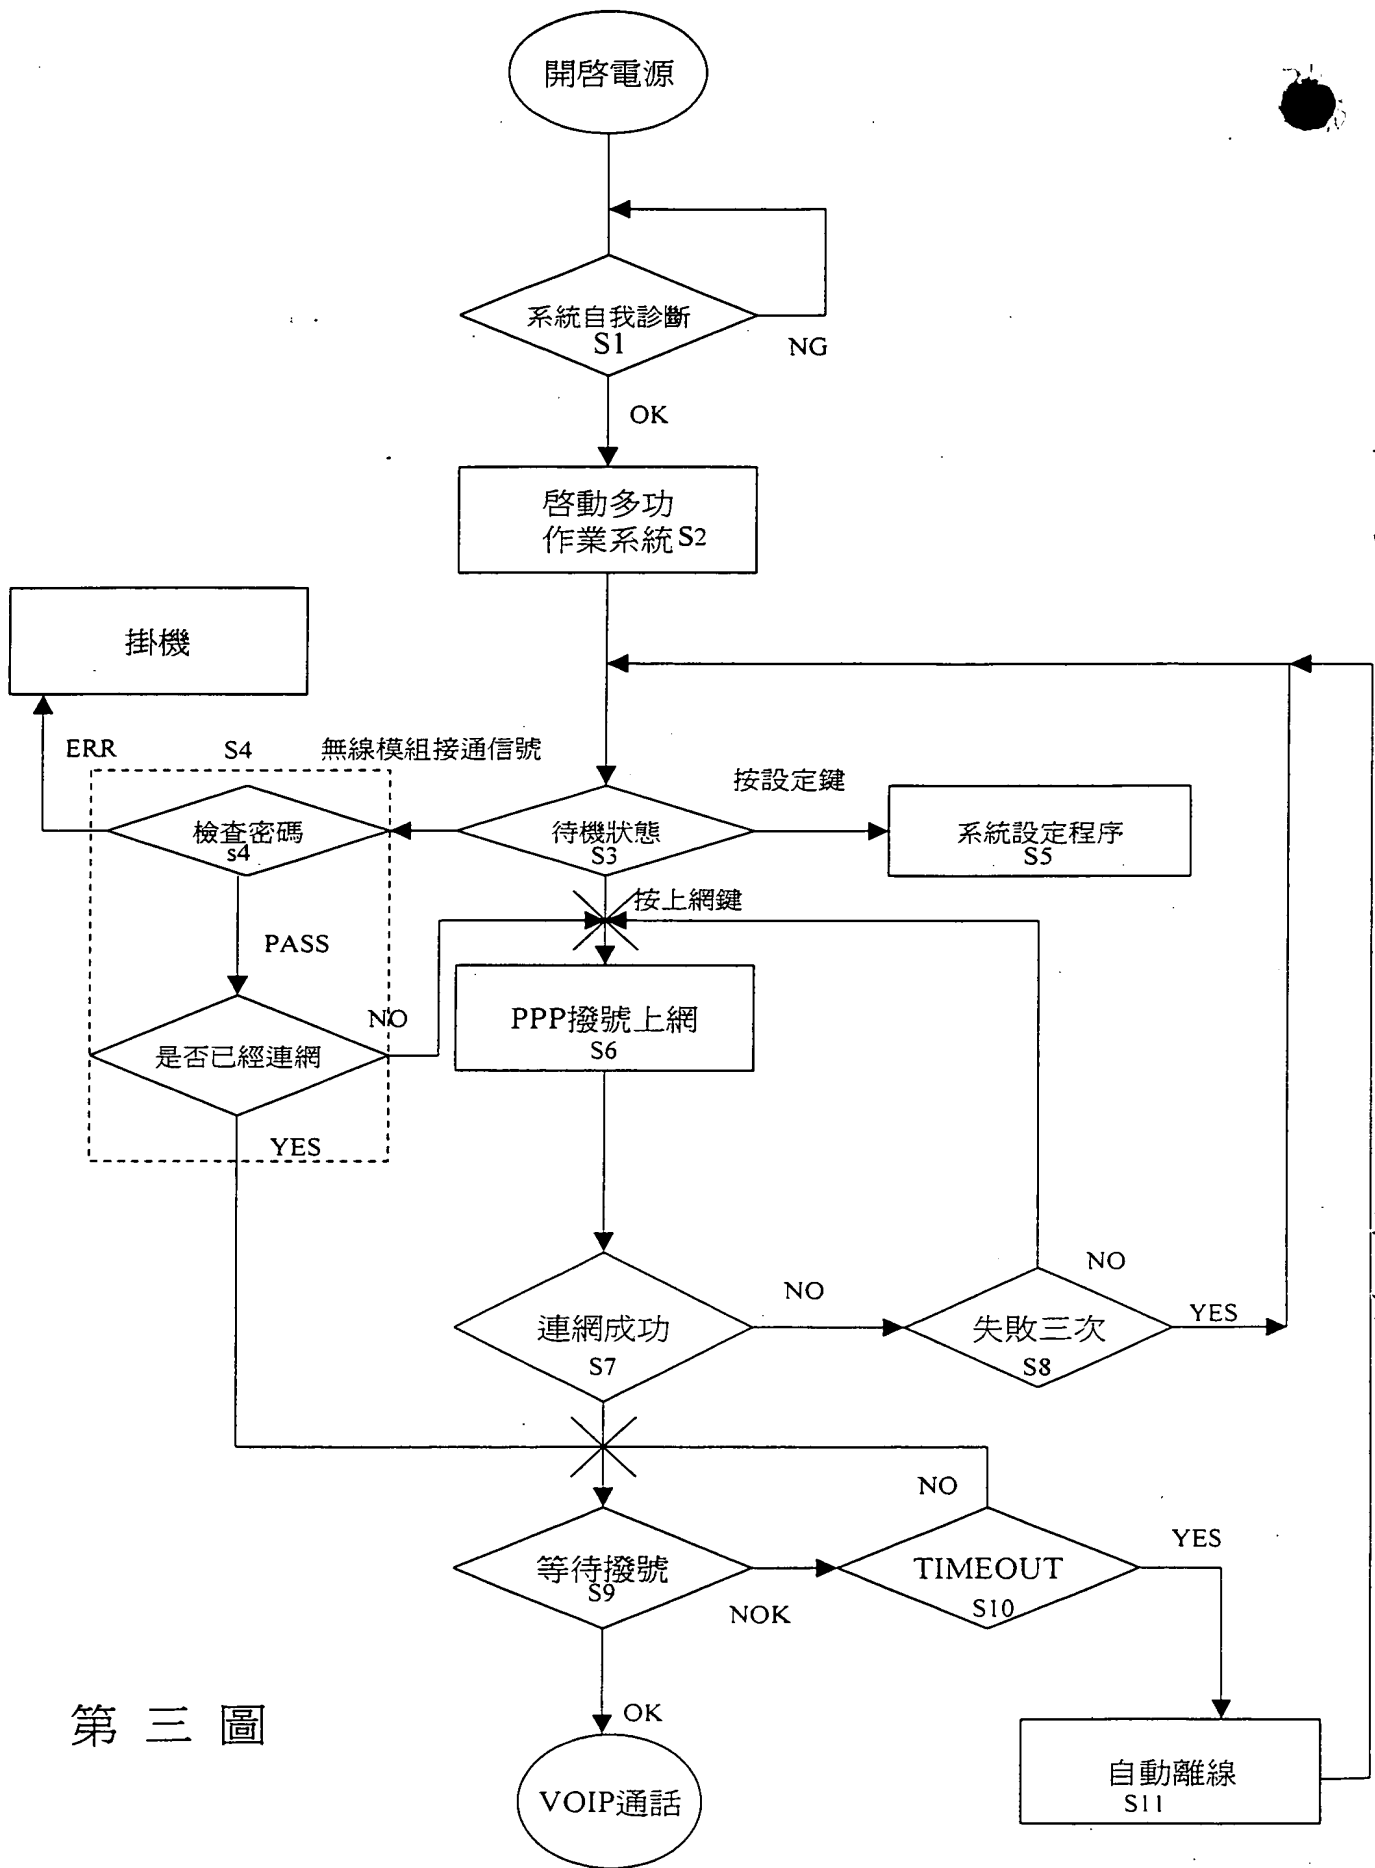 開啓電源
系統自我診斷
S1
NG
OK
啓動多功
作業系統 S2
掛機
ERR
S4
無線模組接通信號
按設定鍵
檢查密碼
s4
待機狀態
S3
系統設定程序
S5
按上網鍵
PASS
NO
PPP撥號上網
S6
是否已經連網
YES
NO
NO
YES
連網成功
S7
失敗三次
S8
NO
YES
等待撥號
S9
NOK
TIMEOUT
S10
OK
第三圖
自動離線
S11
VOIP通話